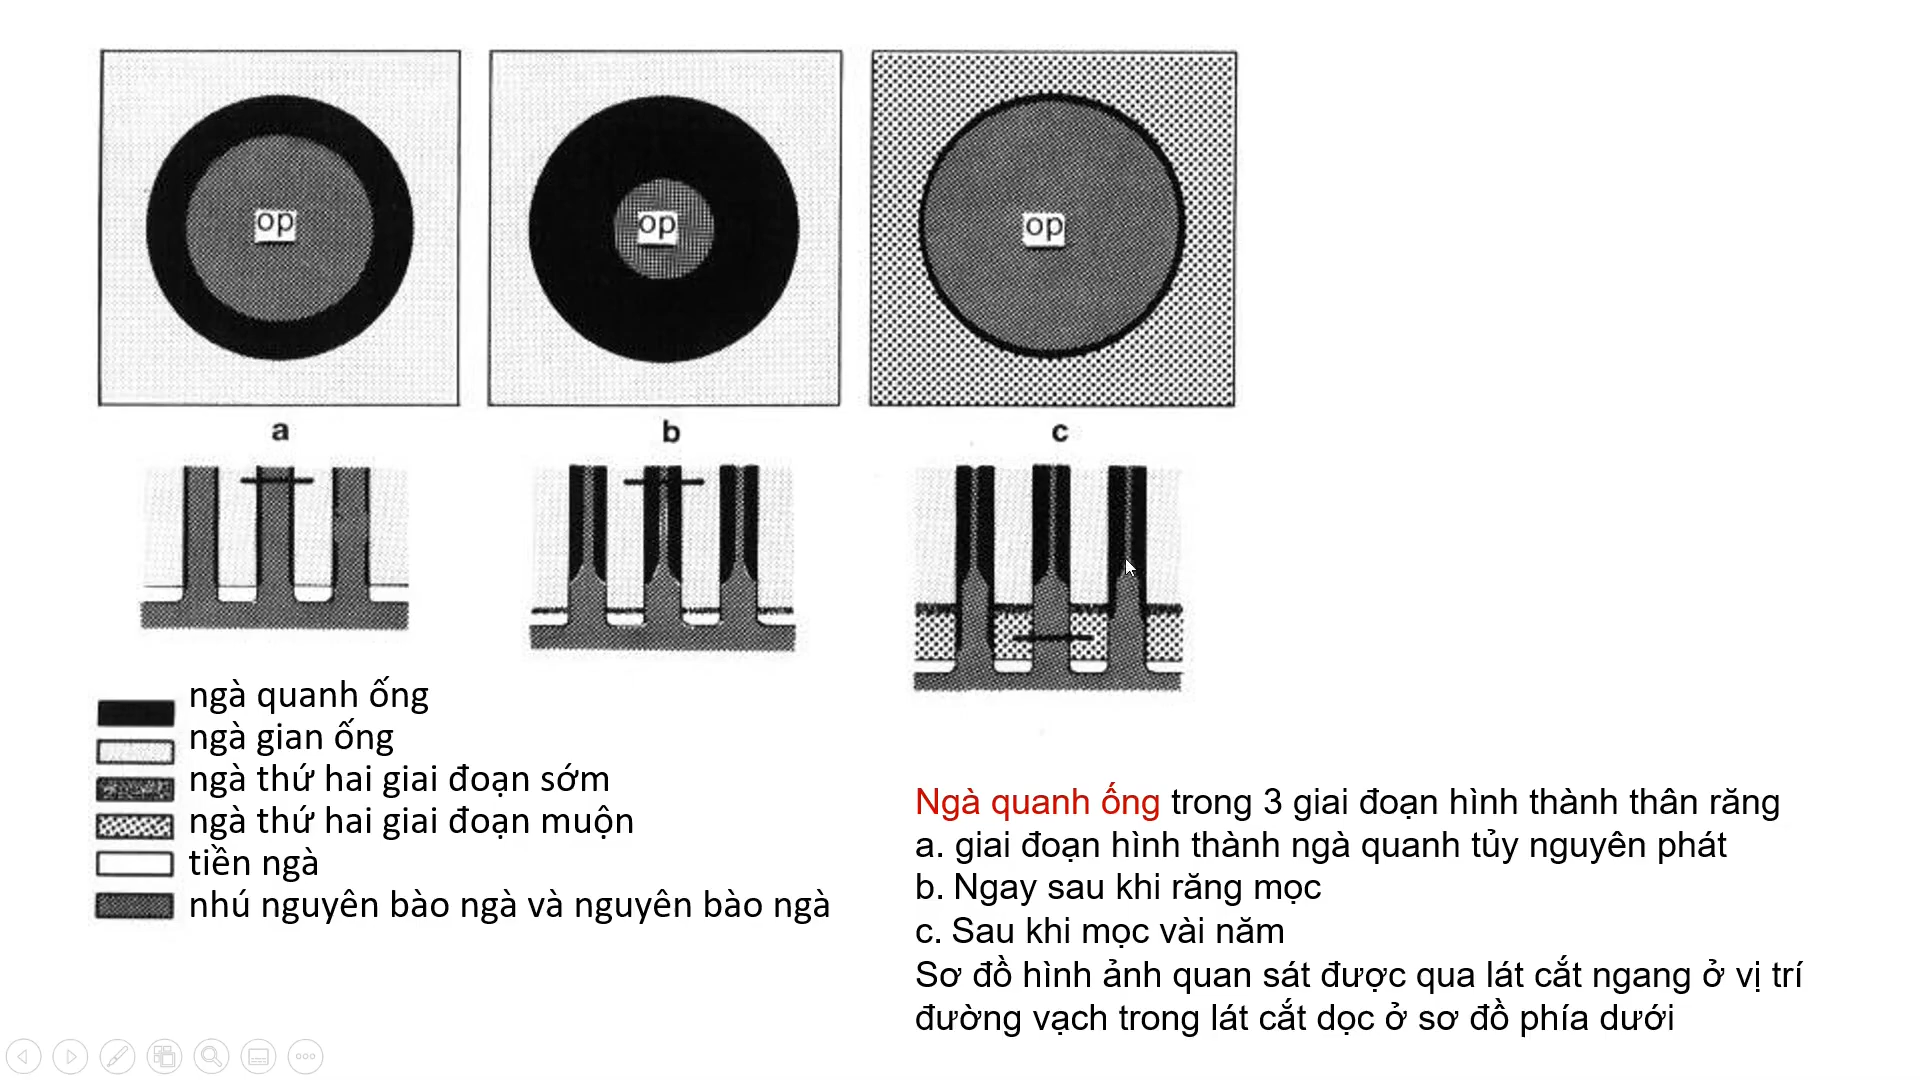 op
op
op
a
b
c
ngà quanh ống
ngà gian ống
ngà thứ hai giai đoạn sớm
ngà thứ hai giai đoạn muộn
tiền ngà
nhú nguyên bào ngà và nguyên bào ngà
Ngà quanh ống trong 3 giai đoạn hình thành thân răng
a. giai đoạn hình thành ngà quanh tủy nguyên phát
b. Ngay sau khi răng mọc
c. Sau khi mọc vài năm
Sơ đồ hình ảnh quan sát được qua lát cắt ngang ở vị trí
đường vạch trong lát cắt dọc ở sơ đồ phía dưới